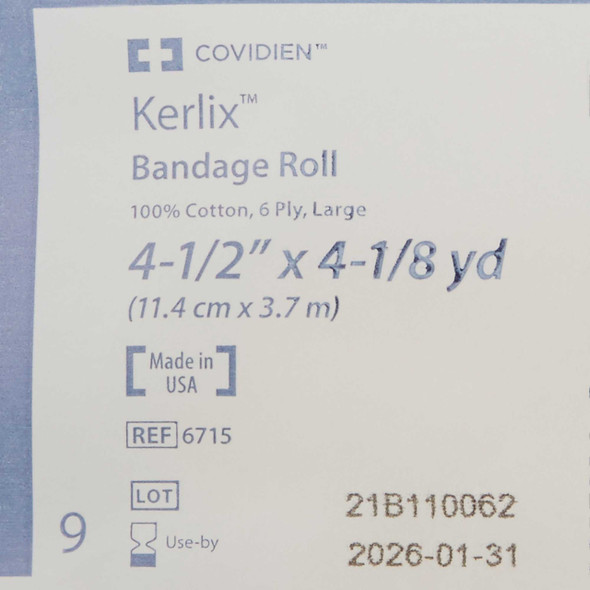 COVIDIEN™
Kerlix™
Bandage Roll
100% Cotton, 6 Ply, Large
4-1/2" x 4-1/8 yd
(11.4 cm x 3.7 m)
Made in
USA
REF 6715
LOT 21B110062
9 Use-by 2026-01-31